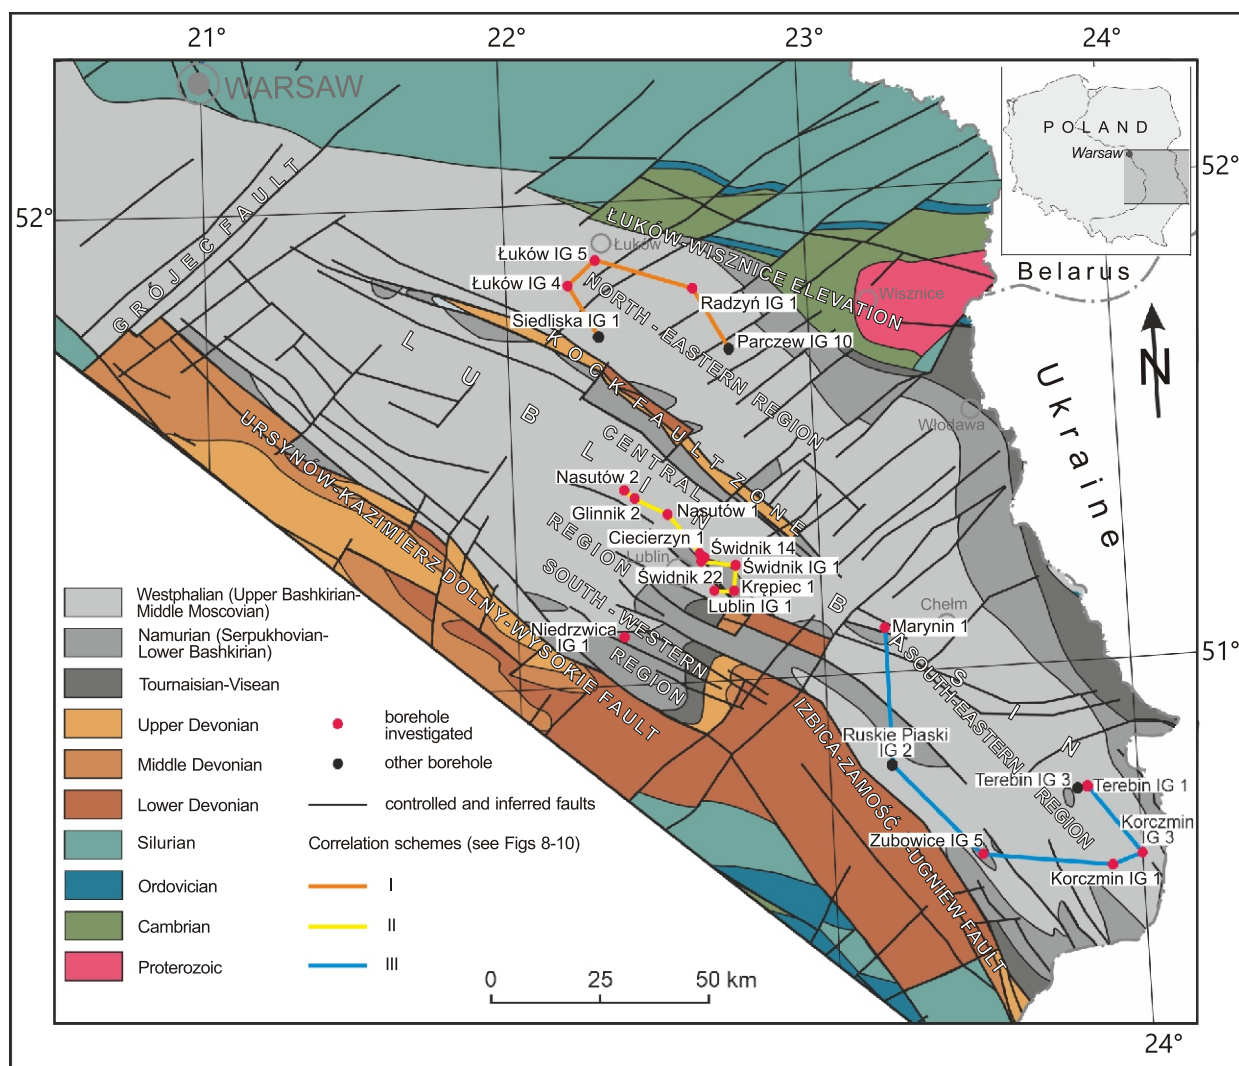 21°
22°
23°
24°
WARSAW
POLAND
Warsaw
52°
52°
GRÓJEC FAULT
ŁUKÓW-WISZNICE ELEVATION
Łuków
Łuków IG 5
Łuków IG 4
Siedliska IG 1
Radzyń IG 1
Parczew IG 10
Wisznice
Belarus
N
Ukraine
NORTH-EASTERN REGION
KOCK FAULT ZONE
LUBLIN
BASIN
Włodawa
URSYNÓW-KAZIMIERZ DOLNY-WYSOKIE FAULT
CENTRAL
REGION
Nasutów 2
Glinnik 2
Nasutów 1
Ciecierzyn 1
Świdnik 14
Lublin
Świdnik IG 1
Świdnik 22
Krępiec 1
Lublin IG 1
SOUTH-WESTERN
REGION
Niedrzwica
IG 1
Chełm
Marynin 1
51°
SOUTH-EASTERN
REGION
IZBICA-ZAMOŚĆ
UGNIEW FAULT
Ruskie Piaski
IG 2
Terebin IG 3
Terebin IG 1
Korczmin
IG 3
Zubowice IG 5
Korczmin IG 1
Westphalian (Upper Bashkirian-
Middle Moscovian)
Namurian (Serpukhovian-
Lower Bashkirian)
Tournaisian-Visean
Upper Devonian
Middle Devonian
Lower Devonian
Silurian
Ordovician
Cambrian
Proterozoic
borehole
investigated
other borehole
controlled and inferred faults
Correlation schemes (see Figs 8-10)
I
II
III
0
25
50 km
24°